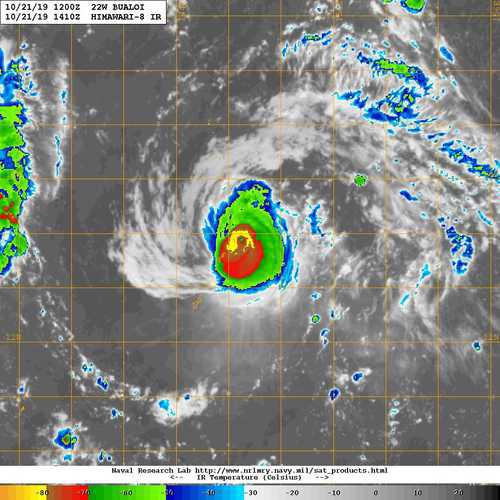 10/21/19 1200Z 22W BUALOI
10/21/19 1410Z HIMAWARI-8 IR
Naval Research Lab http://www.nrlmry.navy.mil/sat_products.html
<-- IR Temperature (Celsius) -->
-80 -70 -60 -50 -40 -30 -20 -10 0 10 20